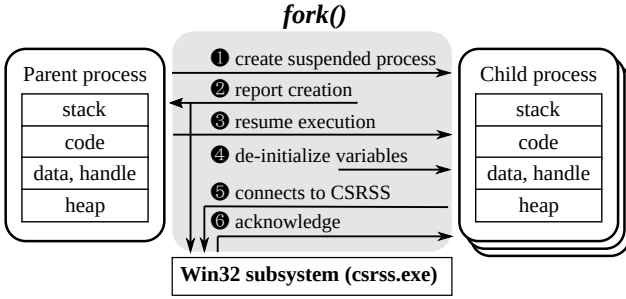 fork()
Parent process
stack
code
data, handle
heap
❶ create suspended process
❷ report creation
❸ resume execution
❹ de-initialize variables
❺ connects to CSRSS
❻ acknowledge
Child process
stack
code
data, handle
heap
Win32 subsystem (csrss.exe)